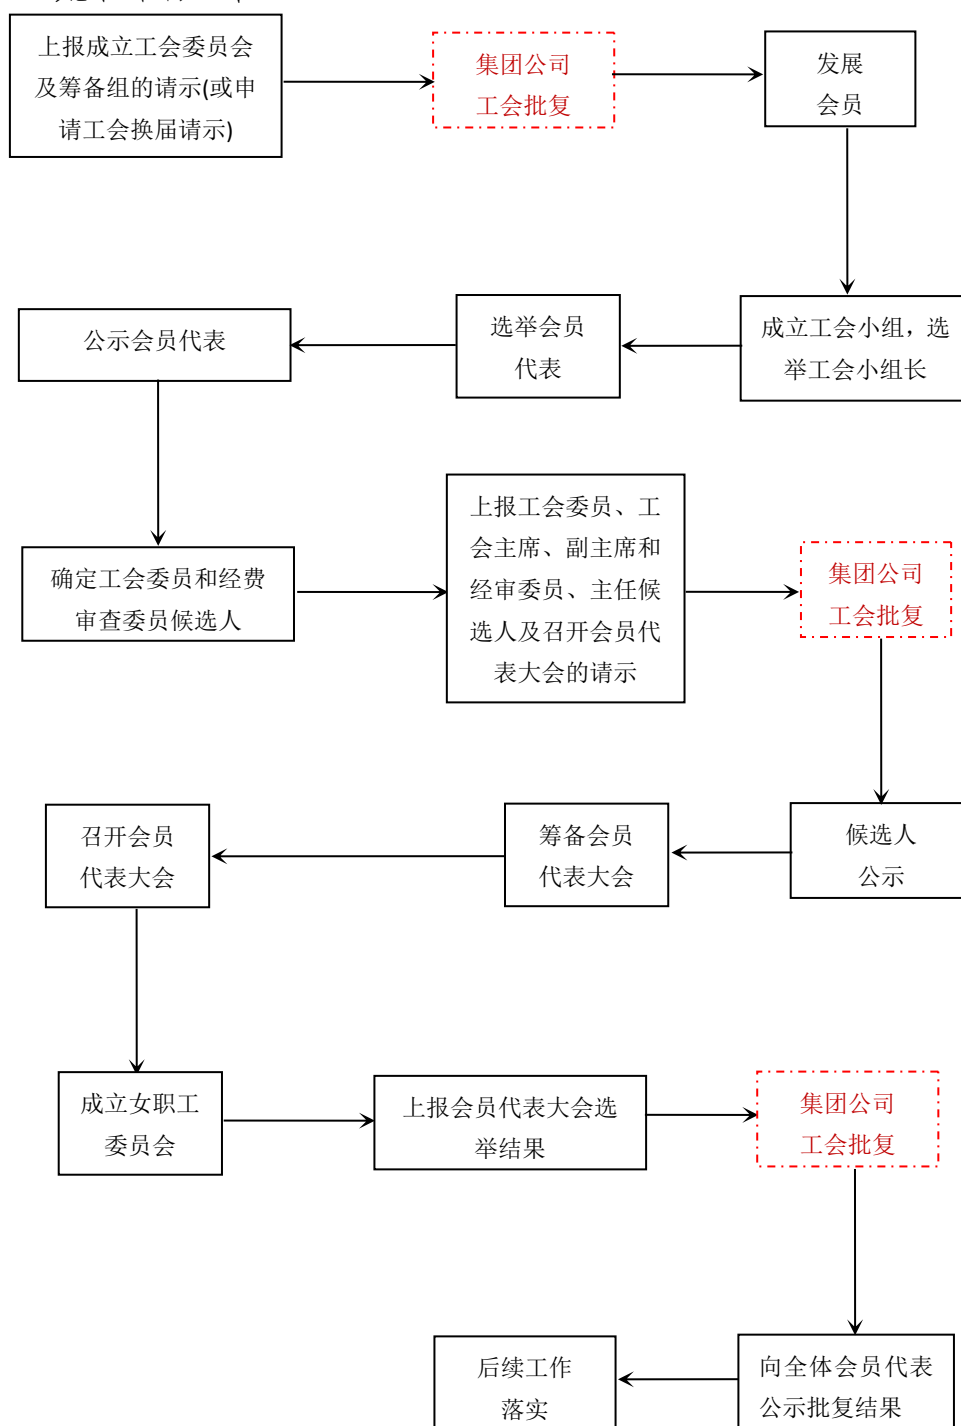 上报成立工会委员会
及筹备组的请示(或申
请工会换届请示)
集团公司
工会批复
发展
会员
成立工会小组，选
举工会小组长
选举会员
代表
公示会员代表
确定工会委员和经费
审查委员候选人
上报工会委员、工
会主席、副主席和
经审委员、主任候
选人及召开会员代
表大会的请示
集团公司
工会批复
候选人
公示
筹备会员
代表大会
召开会员
代表大会
成立女职工
委员会
上报会员代表大会选
举结果
集团公司
工会批复
向全体会员代表
公示批复结果
后续工作
落实